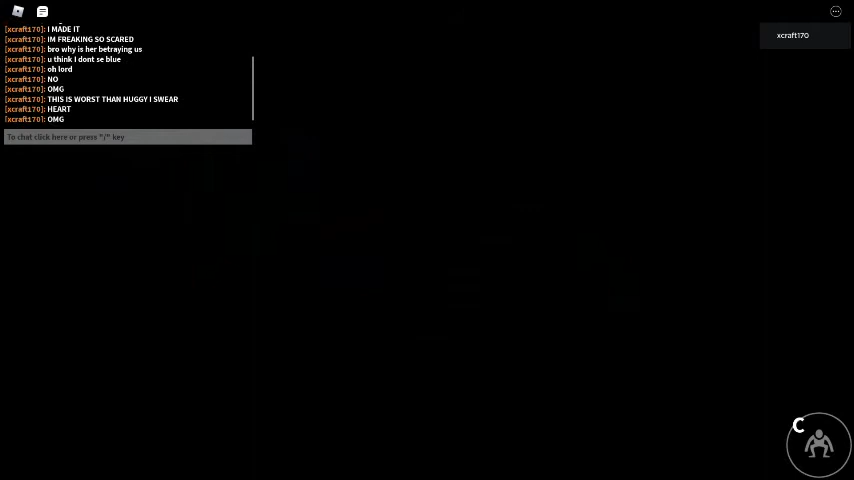 [xcraft170]: I MADE IT
[xcraft170]: IM FREAKING SO SCARED
[xcraft170]: bro why is her betraying us
[xcraft170]: u think I dont se blue
[xcraft170]: oh lord
[xcraft170]: NO
[xcraft170]: OMG
[xcraft170]: THIS IS WORST THAN HUGGY I SWEAR
[xcraft170]: HEART
[xcraft170]: OMG
To chat click here or press "/" key
xcraft170
C